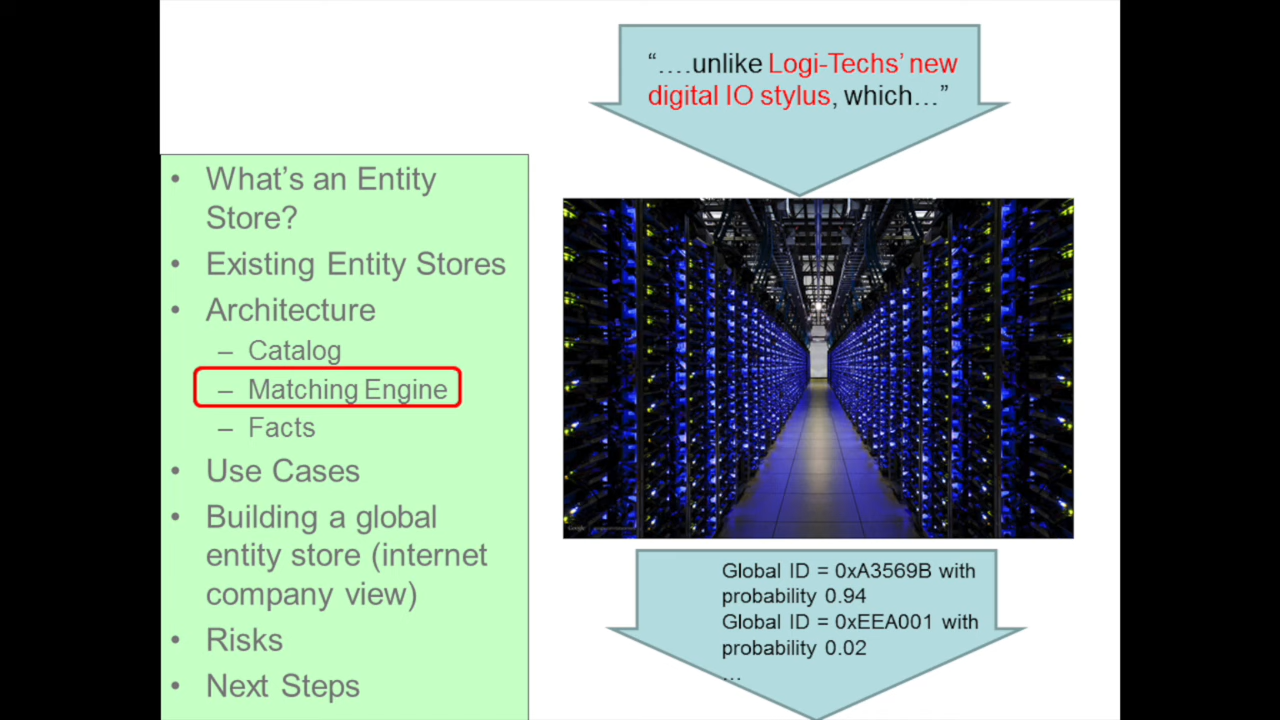 “….unlike Logi-Techs’ new
digital IO stylus, which…”
• What’s an Entity
Store?
• Existing Entity Stores
• Architecture
– Catalog
– Matching Engine
– Facts
• Use Cases
• Building a global
entity store (internet
company view)
• Risks
• Next Steps
Google
Global ID = 0xA3569B with
probability 0.94
Global ID = 0xEEA001 with
probability 0.02
…